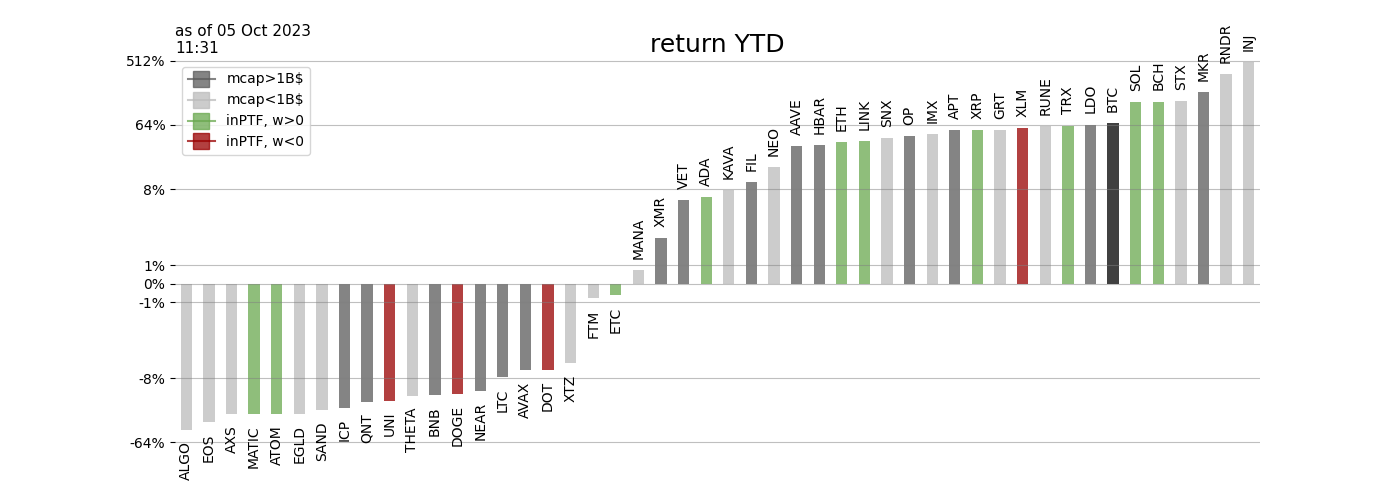 as of 05 Oct 2023
11:31
return YTD
mcap>1B$
mcap<1B$
inPTF, w>0
inPTF, w<0
512%
64%
8%
1%
0%
-1%
-8%
-64%
ALGO
EOS
AXS
MATIC
ATOM
EGLD
SAND
ICP
QNT
UNI
THETA
BNB
DOGE
NEAR
LTC
AVAX
DOT
XTZ
FTM
ETC
MANA
XMR
VET
ADA
KAVA
FIL
NEO
AAVE
HBAR
ETH
LINK
SNX
OP
IMX
APT
XRP
GRT
XLM
RUNE
TRX
LDO
BTC
SOL
BCH
STX
MKR
RNDR
INJ